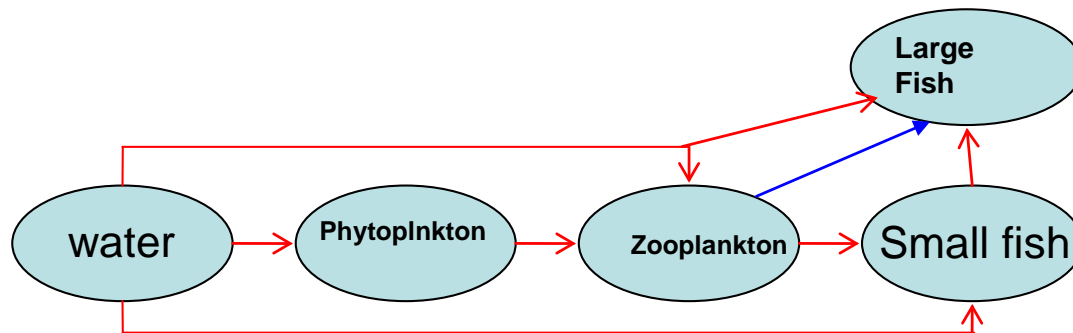 Large
Fish
water
Phytoplnkton
Zooplankton
Small fish